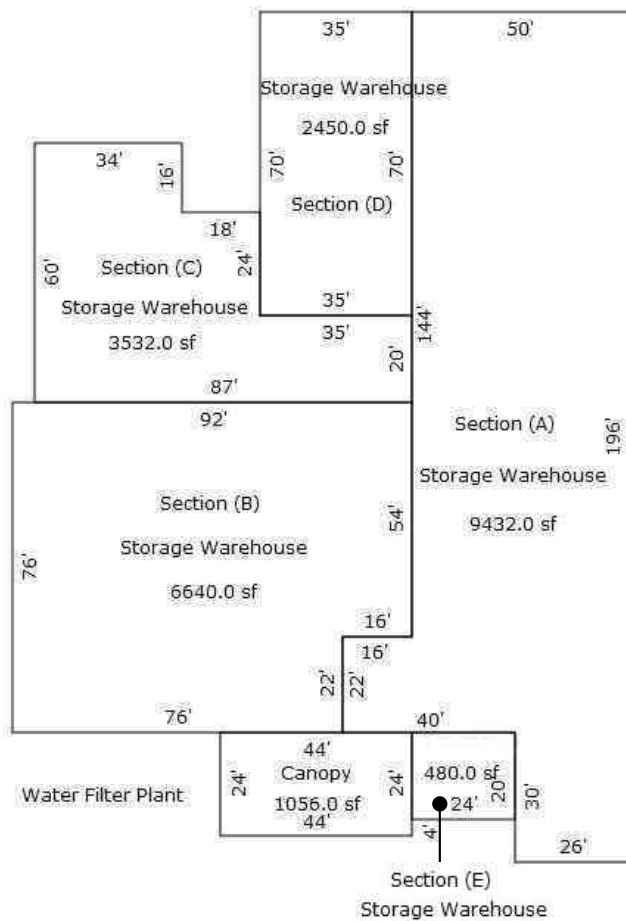 35'
50'
Storage Warehouse
2450.0 sf
34'
16'
70'
70'
Section (D)
18'
24'
60'
Section (C)
Storage Warehouse
3532.0 sf
35'
35'
20'
144'
87'
92'
Section (A)
196'
Storage Warehouse
9432.0 sf
Section (B)
54'
Storage Warehouse
76'
6640.0 sf
16'
16'
22'
22'
76'
40'
44'
24'
Canopy
24'
480.0 sf
20'
30'
Water Filter Plant
1056.0 sf
24'
44'
4'
26'
Section (E)
Storage Warehouse